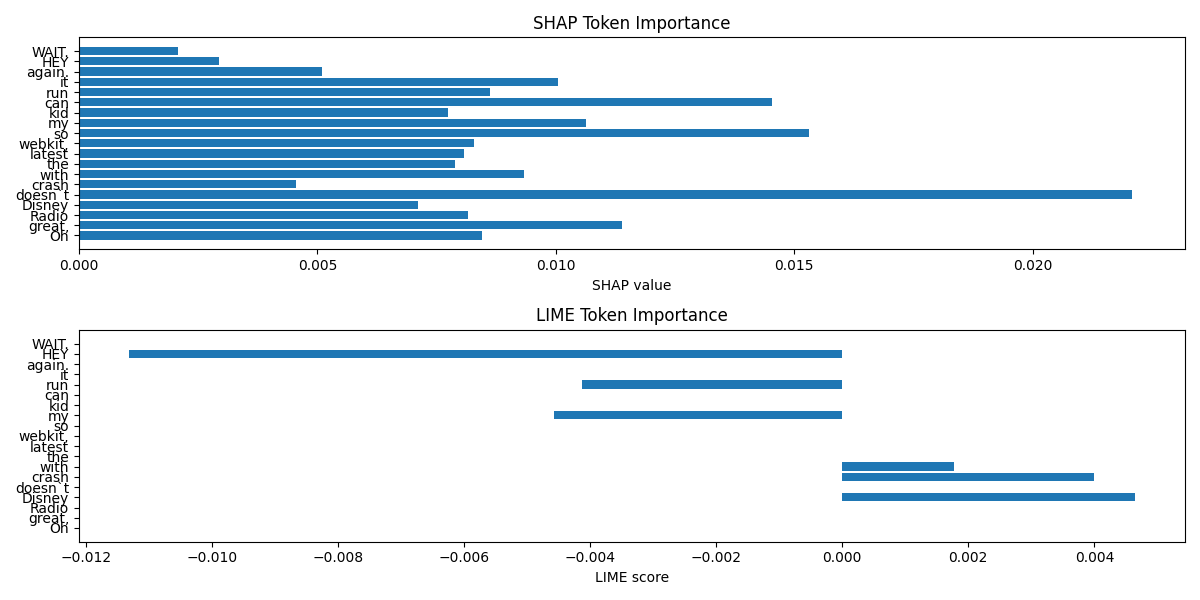 SHAP Token Importance
WAIT,
HEY
again.
it
run
can
kid
my
so
webkit,
latest
the
with
crash
doesn`t
Disney
Radio
great,
Oh
0.000 0.005 0.010 0.015 0.020
SHAP value
LIME Token Importance
WAIT,
HEY
again.
it
run
can
kid
my
so
webkit,
latest
the
with
crash
doesn`t
Disney
Radio
great,
Oh
−0.012 −0.010 −0.008 −0.006 −0.004 −0.002 0.000 0.002 0.004
LIME score